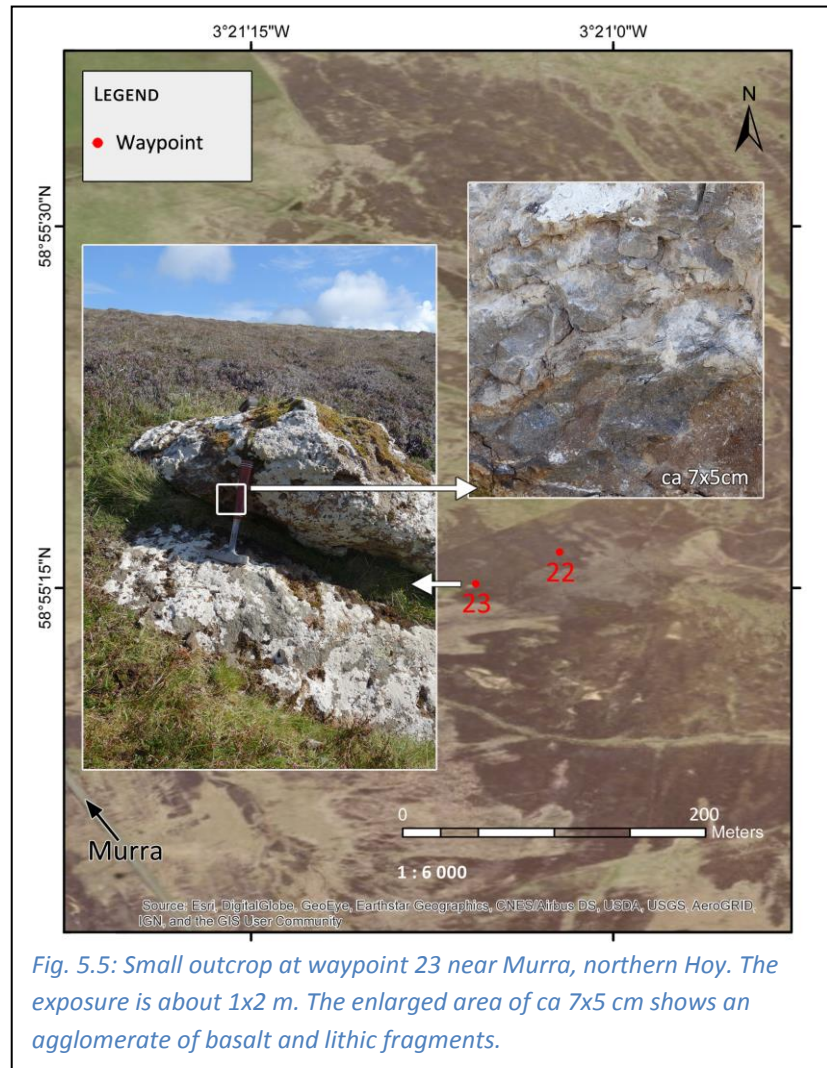 3°21'15"W
3°21'0"W
LEGEND
Waypoint
N
58°55'30"N
ca 7x5cm
58°55'15"N
22
23
0
200
Meters
Murra
1 : 6 000
Source: Esri, DigitalGlobe, GeoEye, Earthstar Geographics, CNES/Airbus DS, USDA, USGS, AeroGRID,
IGN, and the GIS User Community
Fig. 5.5: Small outcrop at waypoint 23 near Murra, northern Hoy. The
exposure is about 1x2 m. The enlarged area of ca 7x5 cm shows an
agglomerate of basalt and lithic fragments.